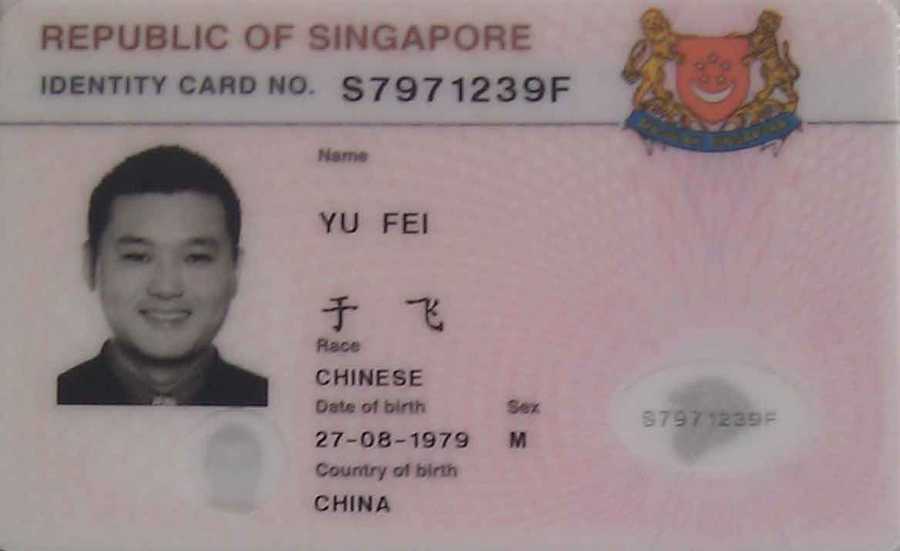 REPUBLIC OF SINGAPORE
IDENTITY CARD NO. S7971239F
Name
YU FEI
于 飞
Race
CHINESE
Date of birth Sex
27-08-1979 M
S7971239F
Country of birth
CHINA